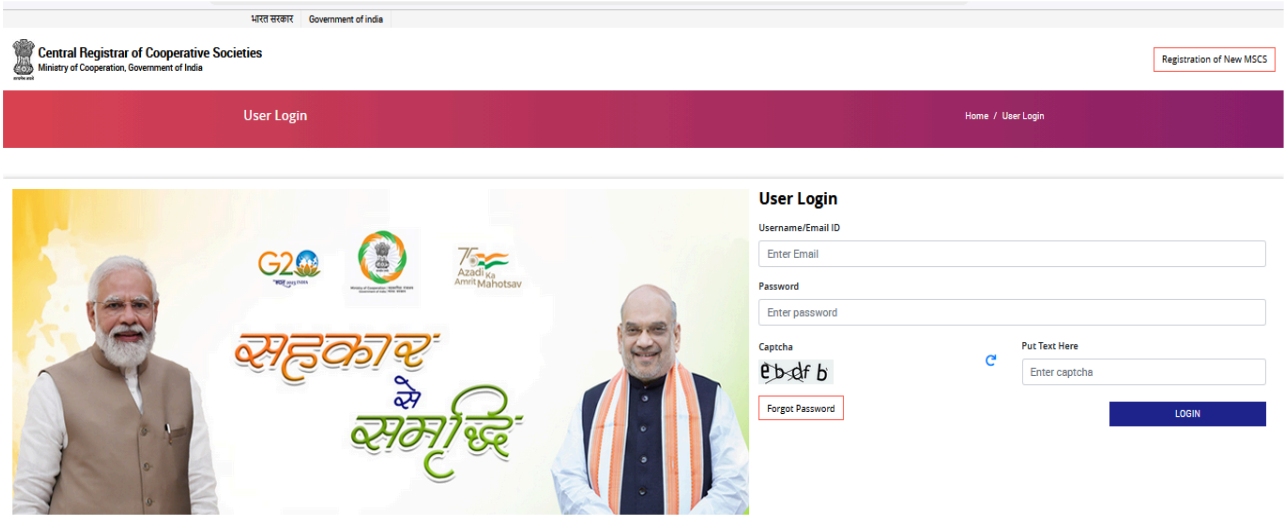 भारत सरकार Government of india
Central Registrar of Cooperative Societies
Ministry of Cooperation, Government of India
Registration of New MSCS
User Login
Home / User Login
G20
75
Azadi Ka
Amrit Mahotsav
सहकार
से
समृद्धि
User Login
Username/Email ID
Enter Email
Password
Enter password
Captcha
Put Text Here
Enter captcha
Forgot Password
LOGIN